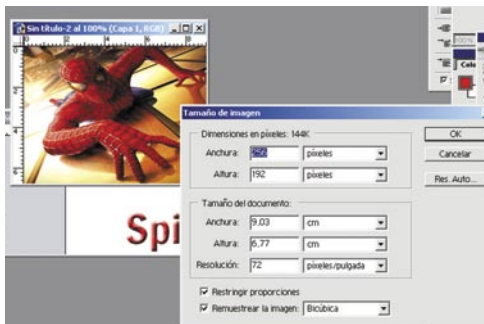 Sin título-2 al 100% (Capa 1, RGB)
Tamaño de imagen
Dimensiones en píxeles: 144K
Anchura: 256 píxeles
Altura: 192 píxeles
OK
Cancelar
Res. Auto...
Tamaño del documento:
Anchura: 9,03 cm
Altura: 6,77 cm
Resolución: 72 píxeles/pulgada
Restringir proporciones
Remuestrear la imagen: Bicúbica
Spi
Colo